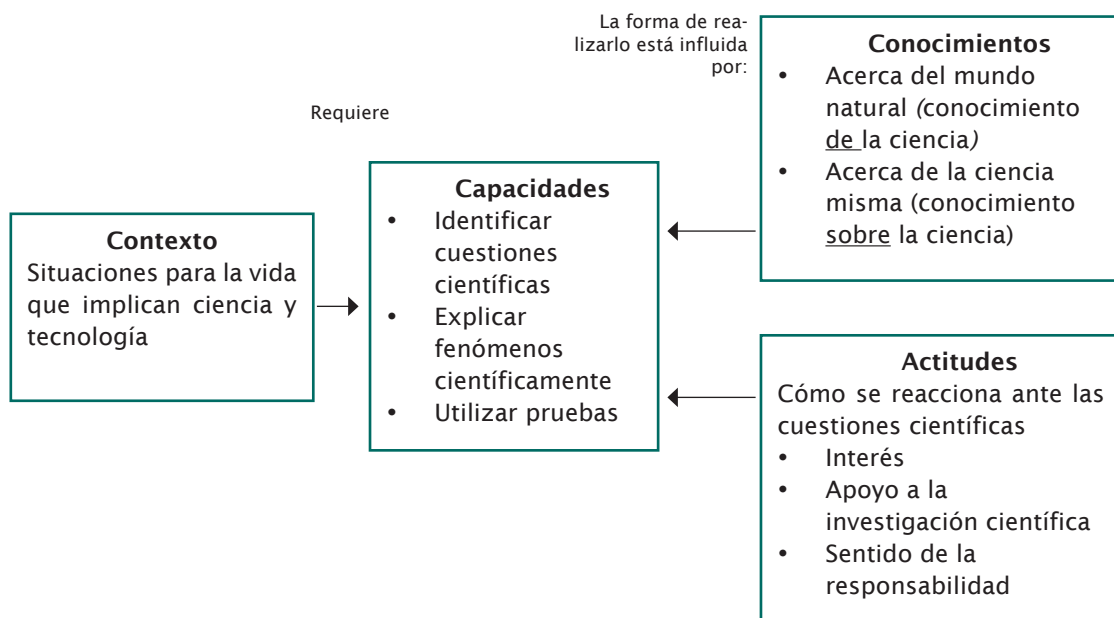 La forma de rea-
lizarlo está influida
por:
Requiere
Contexto
Situaciones para la vida
que implican ciencia y
tecnología
Capacidades
• Identificar
cuestiones
científicas
• Explicar
fenómenos
científicamente
• Utilizar pruebas
Conocimientos
• Acerca del mundo
natural (conocimiento
de la ciencia)
• Acerca de la ciencia
misma (conocimiento
sobre la ciencia)
Actitudes
Cómo se reacciona ante las
cuestiones científicas
• Interés
• Apoyo a la
investigación científica
• Sentido de la
responsabilidad